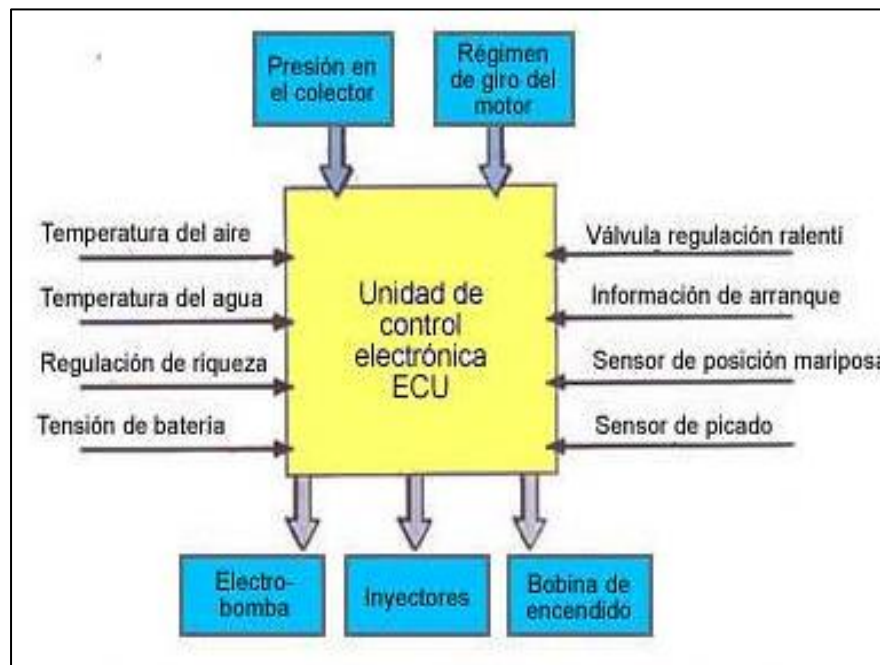 Presión en
el colector
Régimen
de giro del
motor
Temperatura del aire
Temperatura del agua
Regulación de riqueza
Tensión de batería
Unidad de
control
electrónica
ECU
Válvula regulación ralentí
Información de arranque
Sensor de posición mariposa
Sensor de picado
Electro-
bomba
Inyectores
Bobina de
encendido